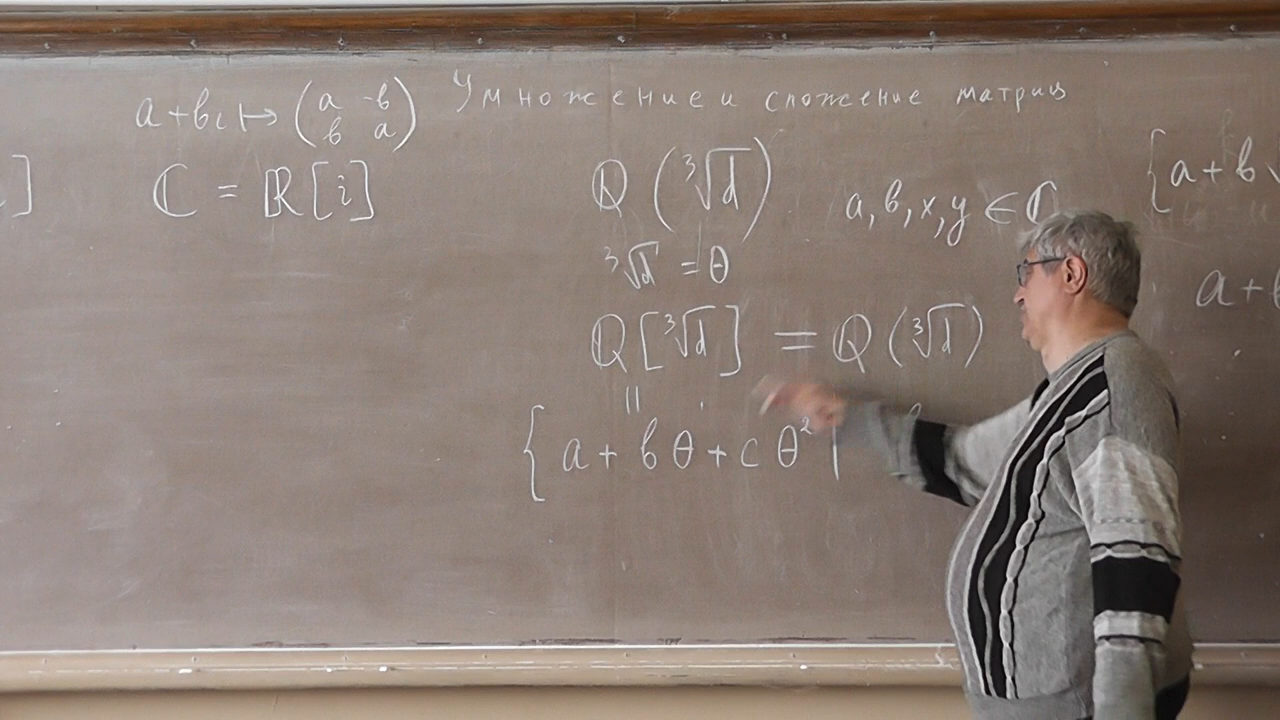 a+bi ↦ (a -b
b a) Умножение и сложение матриц
]
ℂ = ℝ[i]
ℚ(∛d)
a, b, x, y ∈ ℂ
{a+b√
∛d = θ
a+b
ℚ[∛d] = ℚ(∛d)
||
{a + bθ + cθ² |